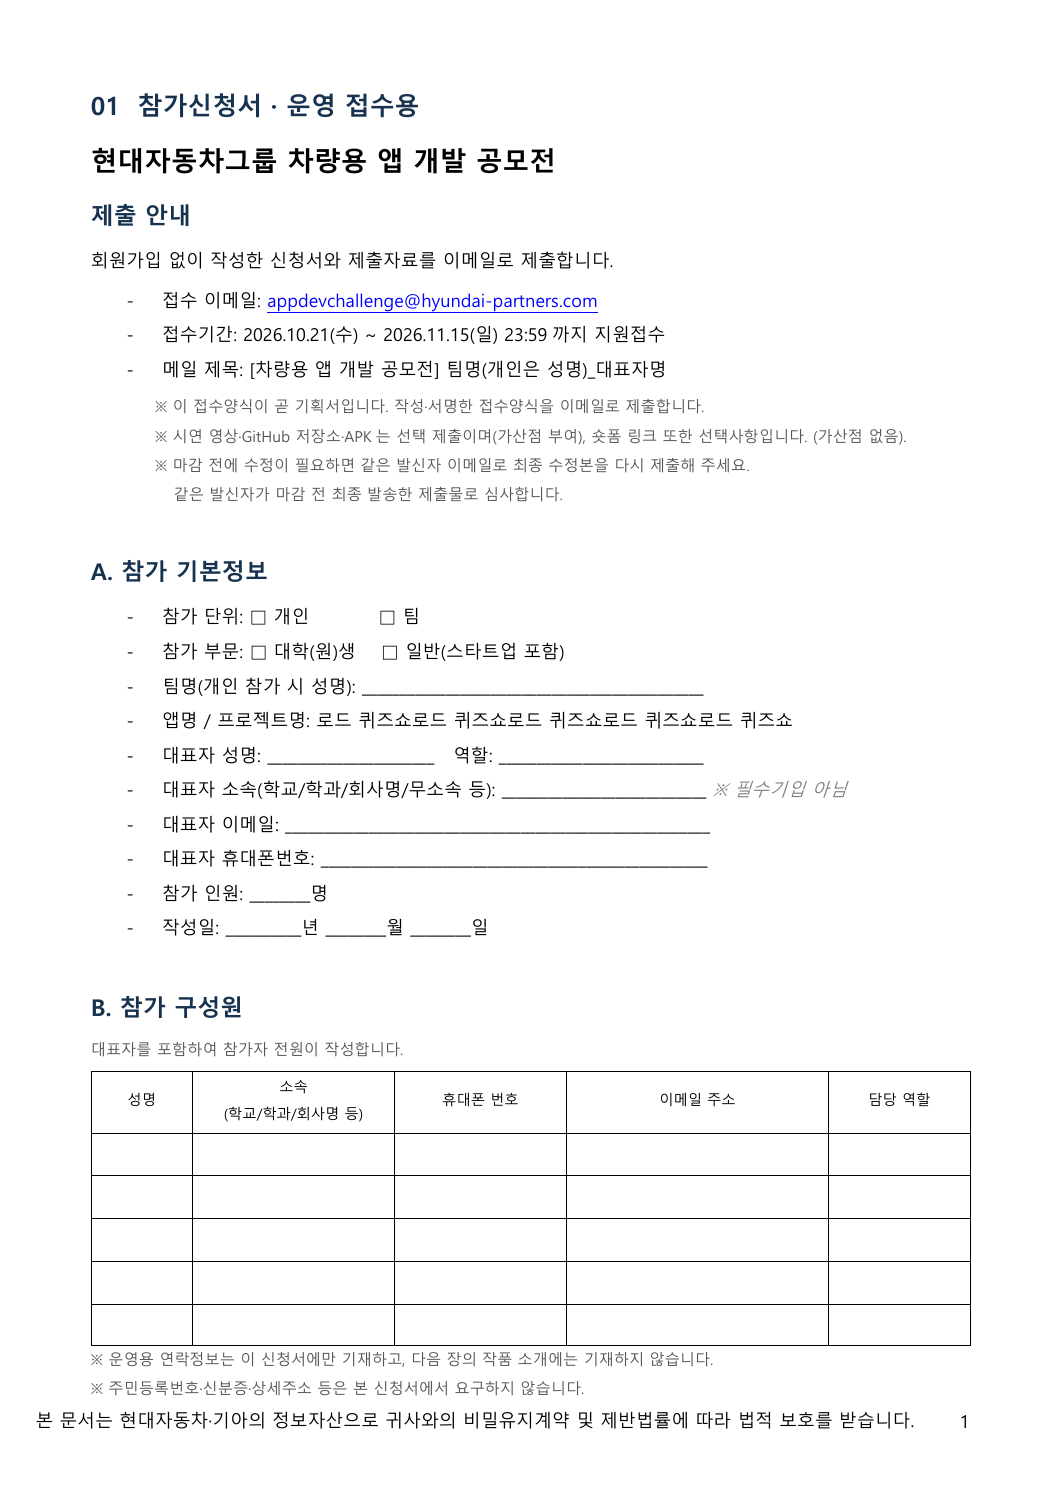 01 참가신청서 · 운영 접수용
현대자동차그룹 차량용 앱 개발 공모전
제출 안내
회원가입 없이 작성한 신청서와 제출자료를 이메일로 제출합니다.
- 접수 이메일: appdevchallenge@hyundai-partners.com
- 접수기간: 2026.10.21(수) ~ 2026.11.15(일) 23:59 까지 지원접수
- 메일 제목: [차량용 앱 개발 공모전] 팀명(개인은 성명)_대표자명
※ 이 접수양식이 곧 기획서입니다. 작성·서명한 접수양식을 이메일로 제출합니다.
※ 시연 영상·GitHub 저장소·APK 는 선택 제출이며(가산점 부여), 숏폼 링크 또한 선택사항입니다. (가산점 없음).
※ 마감 전에 수정이 필요하면 같은 발신자 이메일로 최종 수정본을 다시 제출해 주세요.
같은 발신자가 마감 전 최종 발송한 제출물로 심사합니다.
A. 참가 기본정보
- 참가 단위: □ 개인 □ 팀
- 참가 부문: □ 대학(원)생 □ 일반(스타트업 포함)
- 팀명(개인 참가 시 성명): ____________________________________
- 앱명 / 프로젝트명: 로드 퀴즈쇼로드 퀴즈쇼로드 퀴즈쇼로드 퀴즈쇼로드 퀴즈쇼
- 대표자 성명: __________________ 역할: ______________________
- 대표자 소속(학교/학과/회사명/무소속 등): ______________________ ※ 필수기입 아님
- 대표자 이메일: _____________________________________________
- 대표자 휴대폰번호: _________________________________________
- 참가 인원: _______명
- 작성일: ________년 _______월 _______일
B. 참가 구성원
대표자를 포함하여 참가자 전원이 작성합니다.
성명 소속 (학교/학과/회사명 등) 휴대폰 번호 이메일 주소 담당 역할
※ 운영용 연락정보는 이 신청서에만 기재하고, 다음 장의 작품 소개에는 기재하지 않습니다.
※ 주민등록번호·신분증·상세주소 등은 본 신청서에서 요구하지 않습니다.
본 문서는 현대자동차·기아의 정보자산으로 귀사와의 비밀유지계약 및 제반법률에 따라 법적 보호를 받습니다. 1